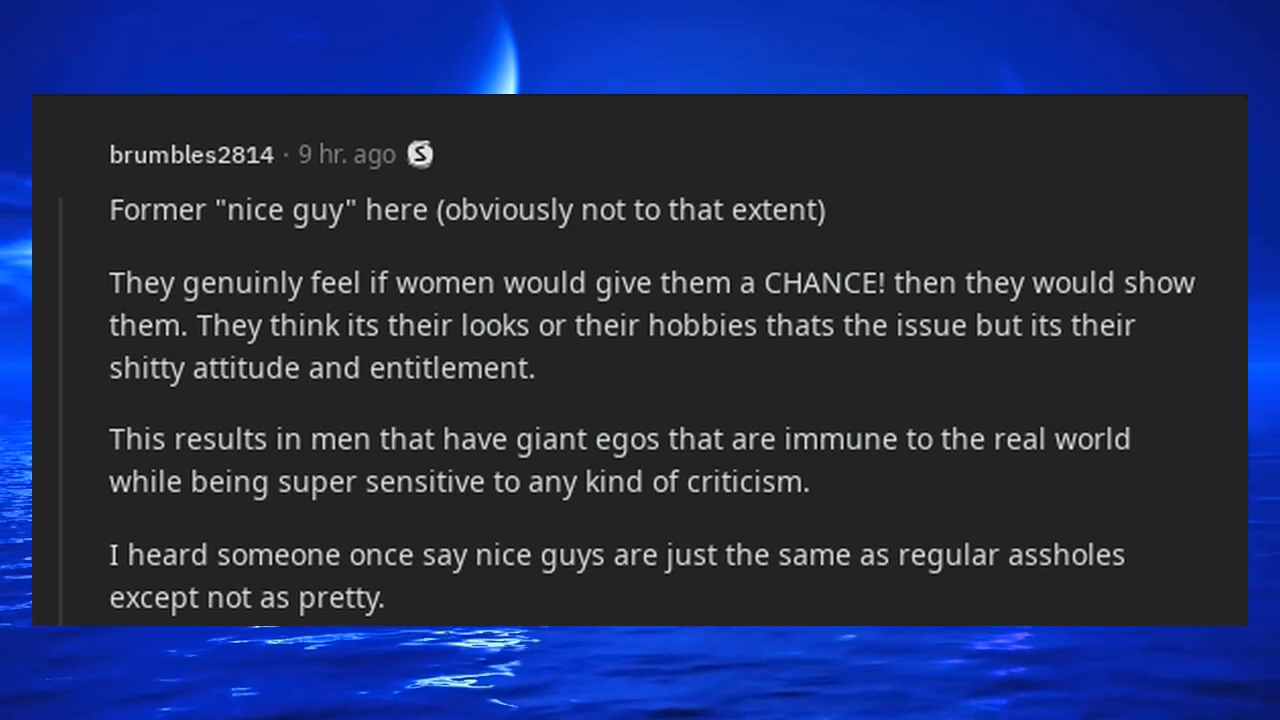 brumbles2814 · 9 hr. ago
Former "nice guy" here (obviously not to that extent)
They genuinly feel if women would give them a CHANCE! then they would show
them. They think its their looks or their hobbies thats the issue but its their
shitty attitude and entitlement.
This results in men that have giant egos that are immune to the real world
while being super sensitive to any kind of criticism.
I heard someone once say nice guys are just the same as regular assholes
except not as pretty.